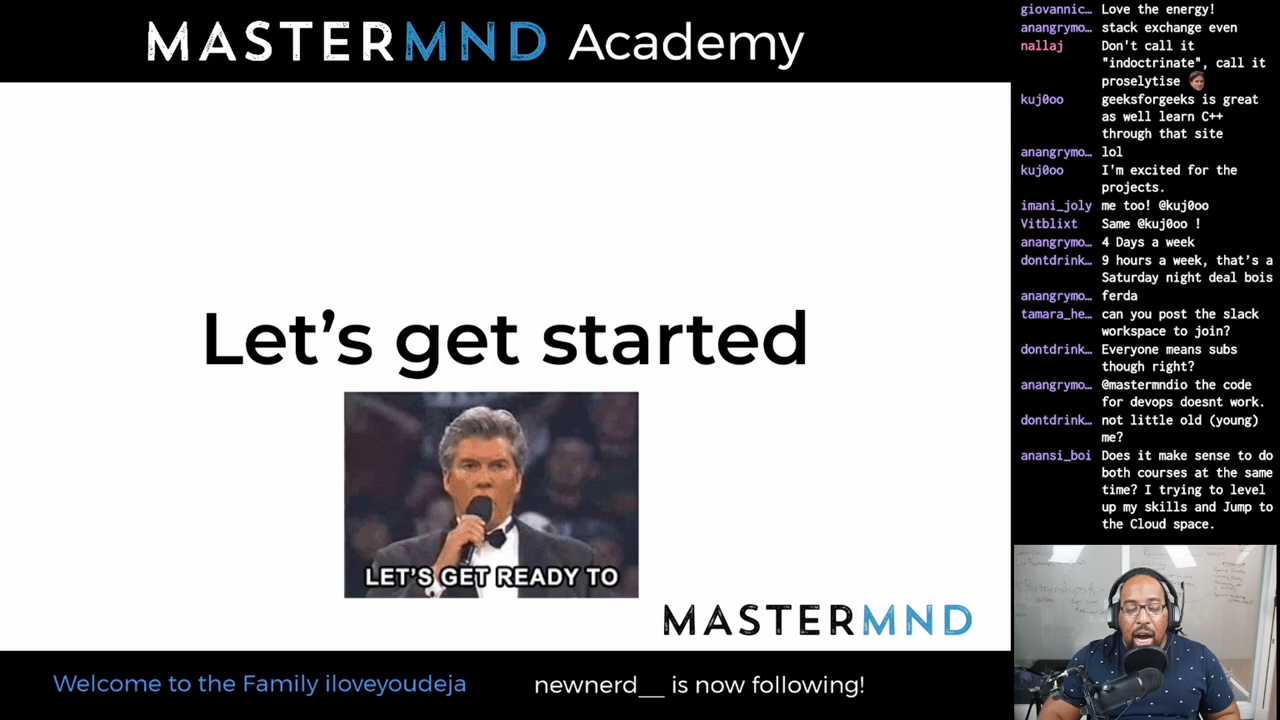 MASTERMND Academy
Let's get started
LET'S GET READY TO
MASTERMND
Welcome to the Family iloveyoudeja
newnerd__ is now following!
giovannic… Love the energy!
anangrymo… stack exchange even
nallaj Don't call it
"indoctrinate", call it
proselytise
kuj0oo geeksforgeeks is great
as well learn C++
through that site
anangrymo… lol
kuj0oo I'm excited for the
projects.
imani_joly me too! @kuj0oo
Vitblixt Same @kuj0oo !
anangrymo… 4 Days a week
dontdrink… 9 hours a week, that's a
Saturday night deal bois
anangrymo… ferda
tamara_he… can you post the slack
workspace to join?
dontdrink… Everyone means subs
though right?
anangrymo… @mastermndio the code
for devops doesnt work.
dontdrink… not little old (young)
me?
anansi_boi Does it make sense to do
both courses at the same
time? I trying to level
up my skills and Jump to
the Cloud space.